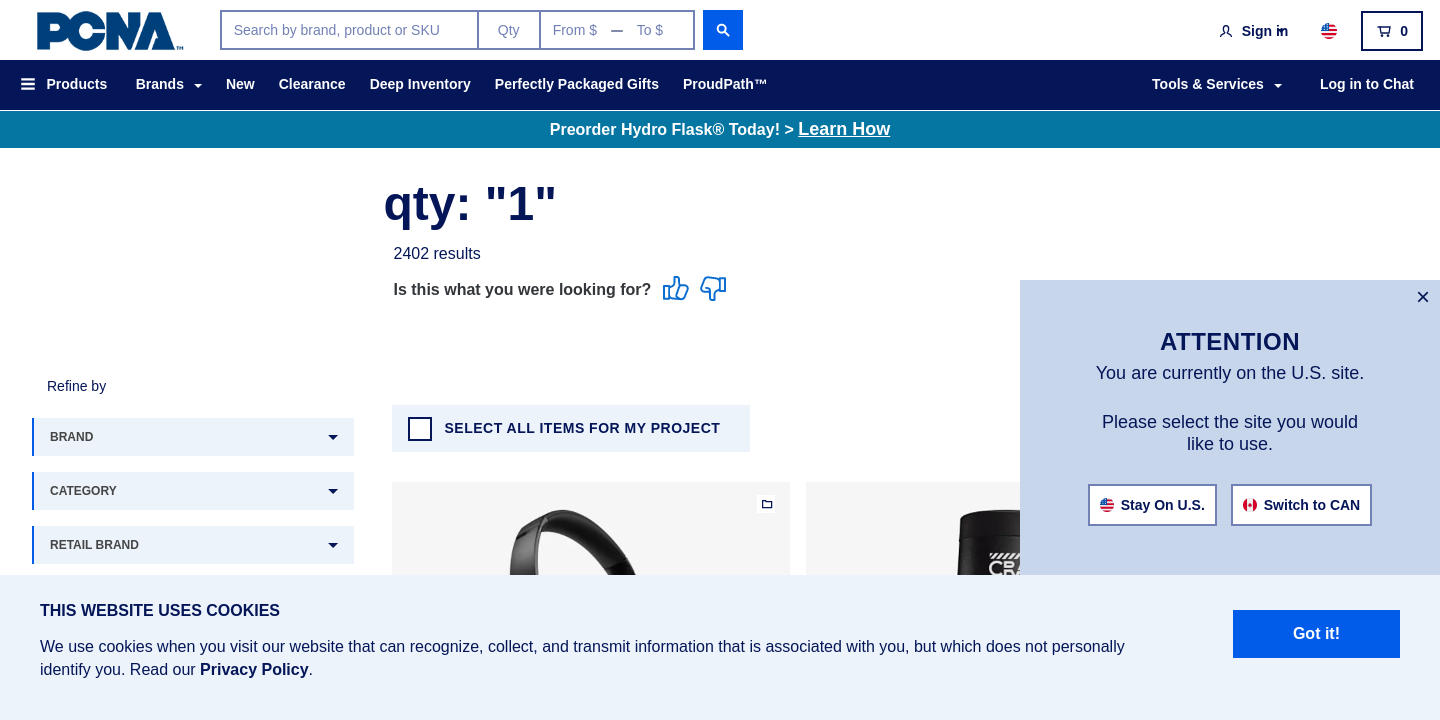 PCNA™
Search by brand, product or SKU Qty From $ — To $
Sign in 0
Products Brands New Clearance Deep Inventory Perfectly Packaged Gifts ProudPath™ Tools & Services Log in to Chat
Preorder Hydro Flask® Today! > Learn How
qty: "1"
2402 results
Is this what you were looking for?
ATTENTION
You are currently on the U.S. site.
Please select the site you would
like to use.
Stay On U.S. Switch to CAN
Refine by
BRAND
CATEGORY
RETAIL BRAND
SELECT ALL ITEMS FOR MY PROJECT
THIS WEBSITE USES COOKIES
We use cookies when you visit our website that can recognize, collect, and transmit information that is associated with you, but which does not personally
identify you. Read our Privacy Policy.
Got it!